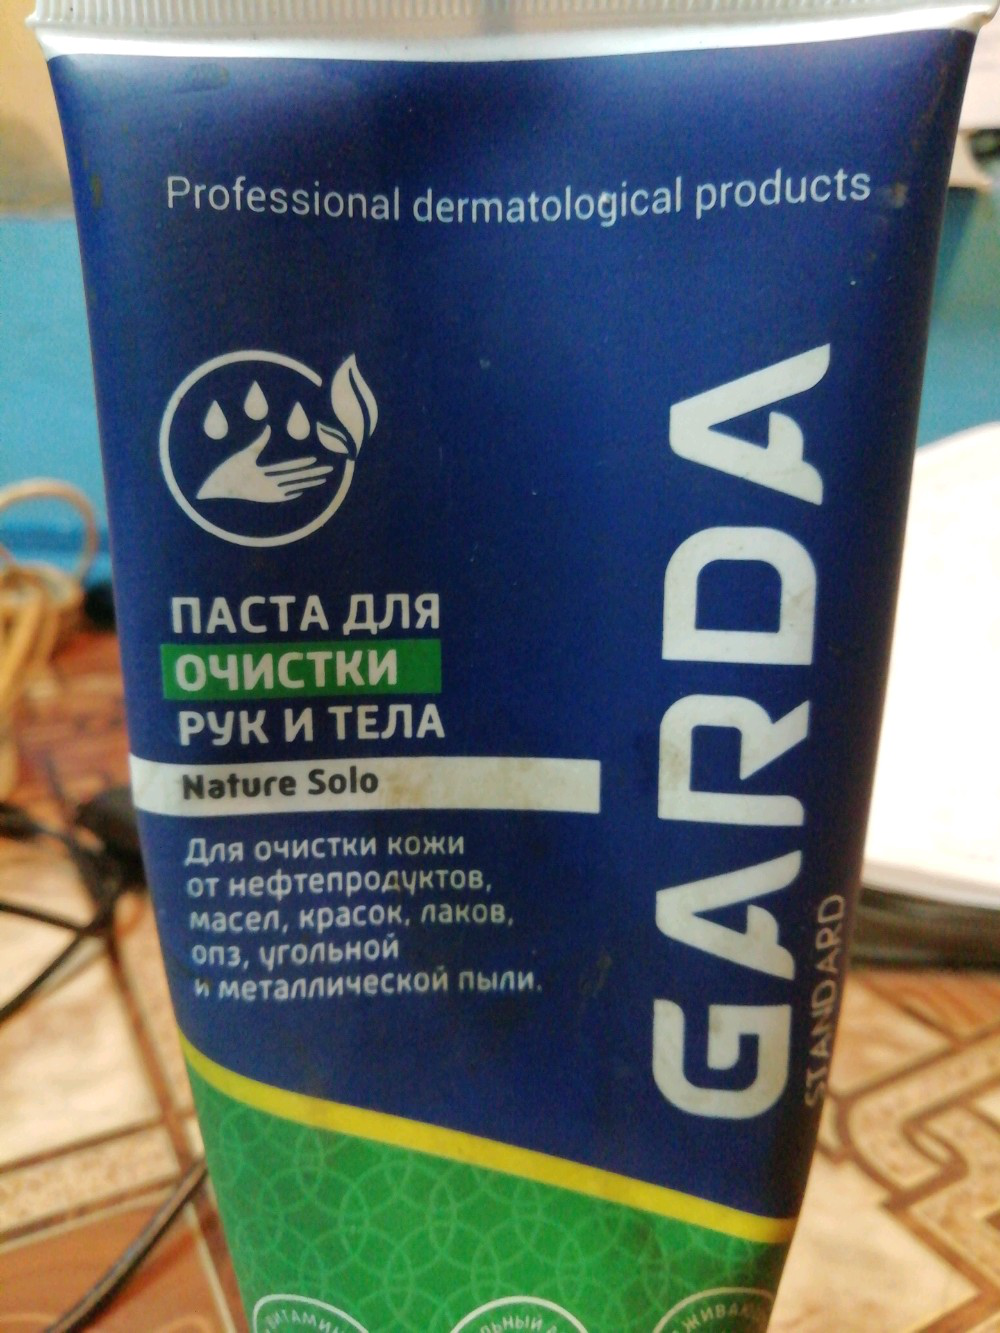 Professional dermatological products
GARDA
STANDARD
ПАСТА ДЛЯ
ОЧИСТКИ
РУК И ТЕЛА
Nature Solo
Для очистки кожи
от нефтепродуктов,
масел, красок, лаков,
опз, угольной
и металлической пыли.